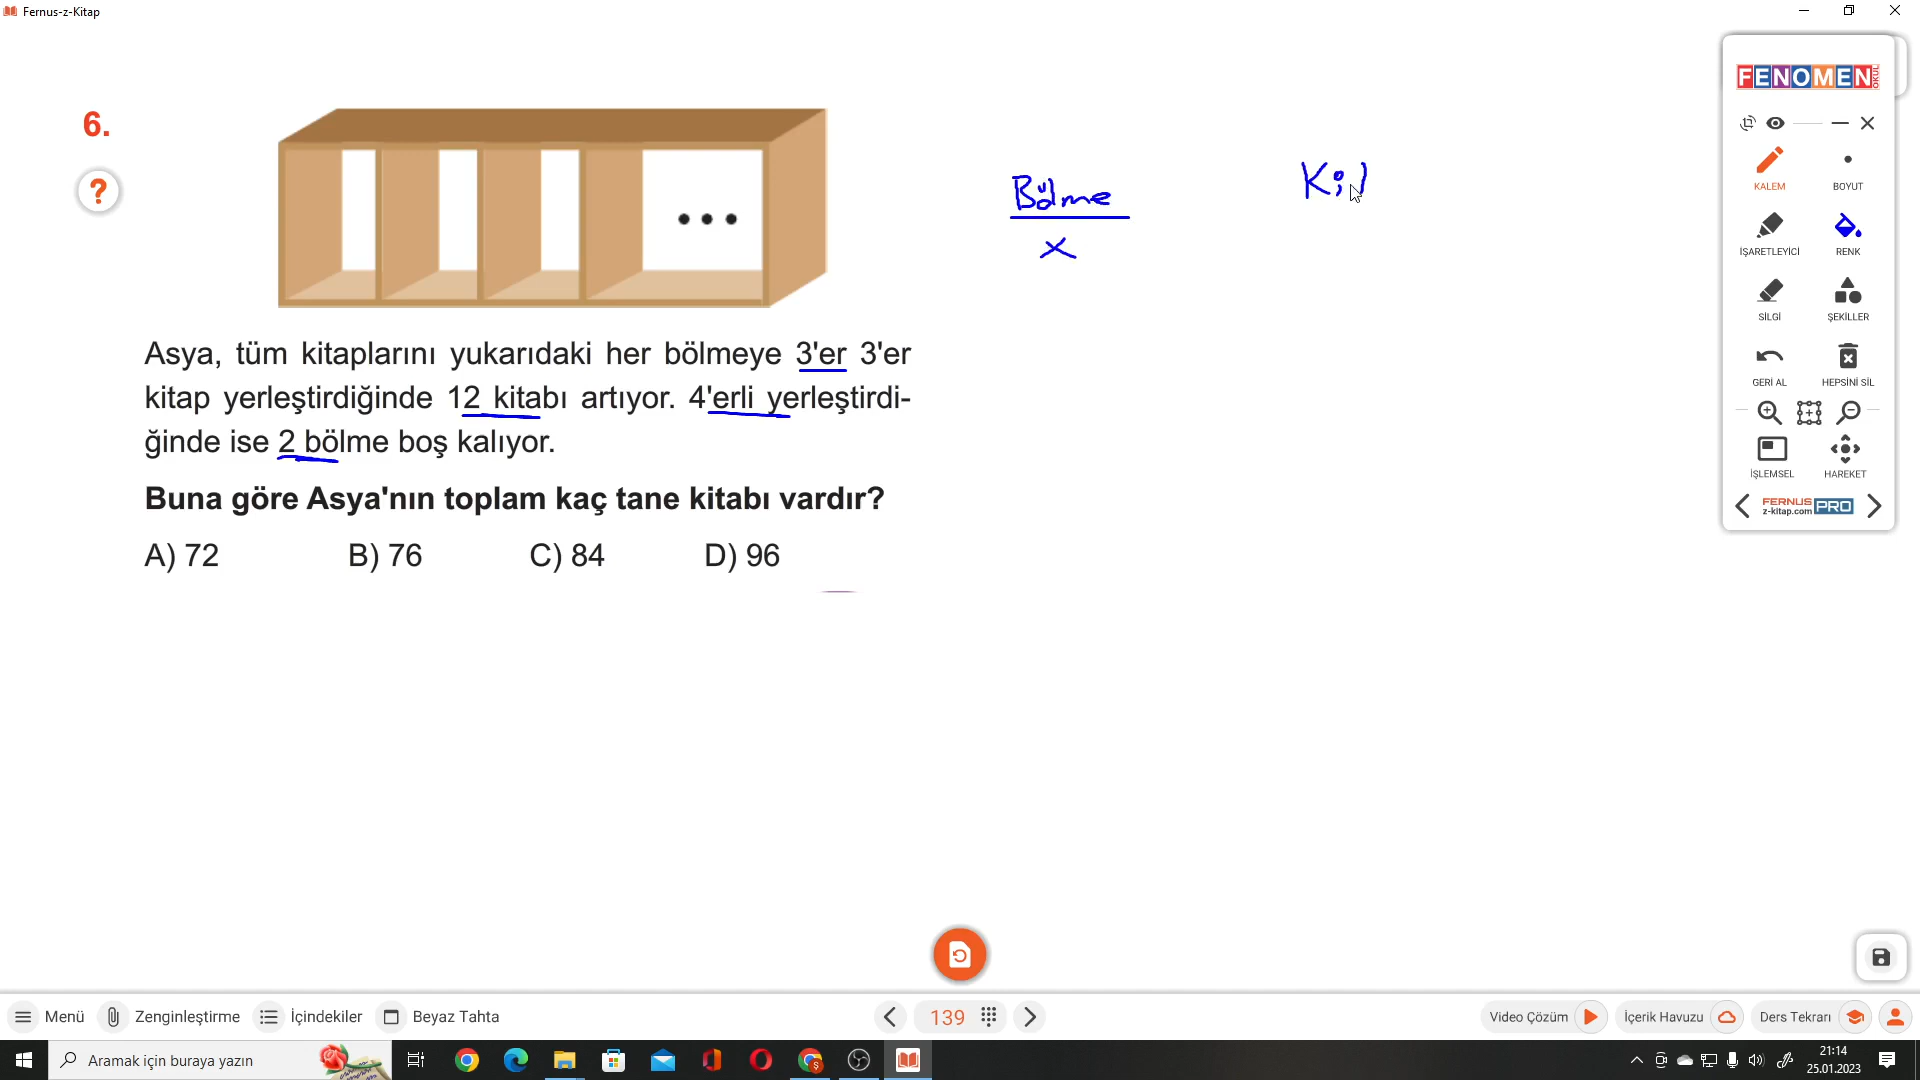 Fernus-z-Kitap
FENOMEN OKUL
6.
?
Bölme
x
Asya, tüm kitaplarını yukarıdaki her bölmeye 3'er 3'er
kitap yerleştirdiğinde 12 kitabı artıyor. 4'erli yerleştirdi-
ğinde ise 2 bölme boş kalıyor.
Buna göre Asya'nın toplam kaç tane kitabı vardır?
A) 72 B) 76 C) 84 D) 96
KALEM BOYUT
İŞARETLEYİCİ RENK
SİLGİ ŞEKİLLER
GERİ AL HEPSİNİ SİL
İŞLEMSEL HAREKET
FERNUS z-kitap.com PRO
Menü Zenginleştirme İçindekiler Beyaz Tahta 139 Video Çözüm İçerik Havuzu Ders Tekrarı
Aramak için buraya yazın
21:14
25.01.2023